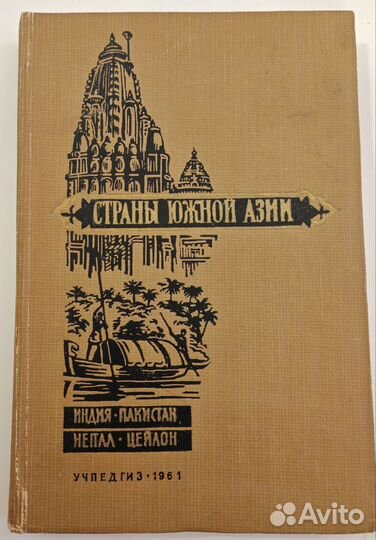 СТРАНЫ ЮЖНОЙ АЗИИ
ИНДИЯ • ПАКИСТАН
НЕПАЛ • ЦЕЙЛОН
УЧПЕДГИЗ • 1961
Avito